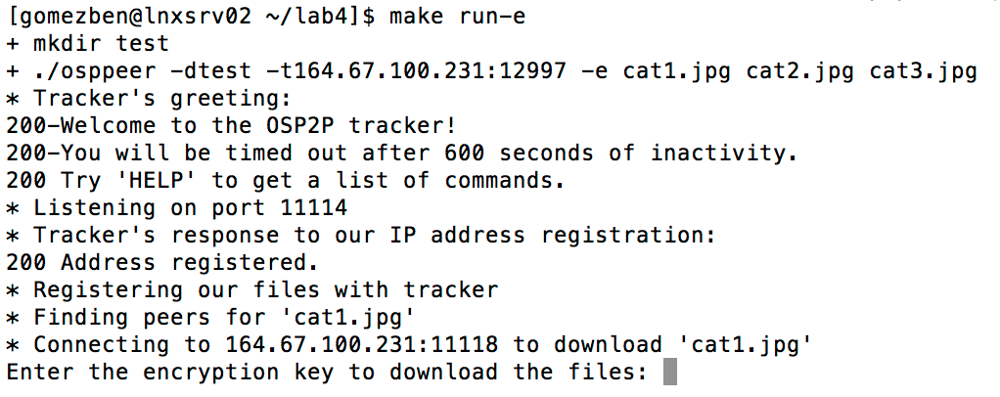 [gomezben@lnxsrv02 ~/lab4]$ make run-e
+ mkdir test
+ ./osppeer -dtest -t164.67.100.231:12997 -e cat1.jpg cat2.jpg cat3.jpg
* Tracker's greeting:
200-Welcome to the OSP2P tracker!
200-You will be timed out after 600 seconds of inactivity.
200 Try 'HELP' to get a list of commands.
* Listening on port 11114
* Tracker's response to our IP address registration:
200 Address registered.
* Registering our files with tracker
* Finding peers for 'cat1.jpg'
* Connecting to 164.67.100.231:11118 to download 'cat1.jpg'
Enter the encryption key to download the files: